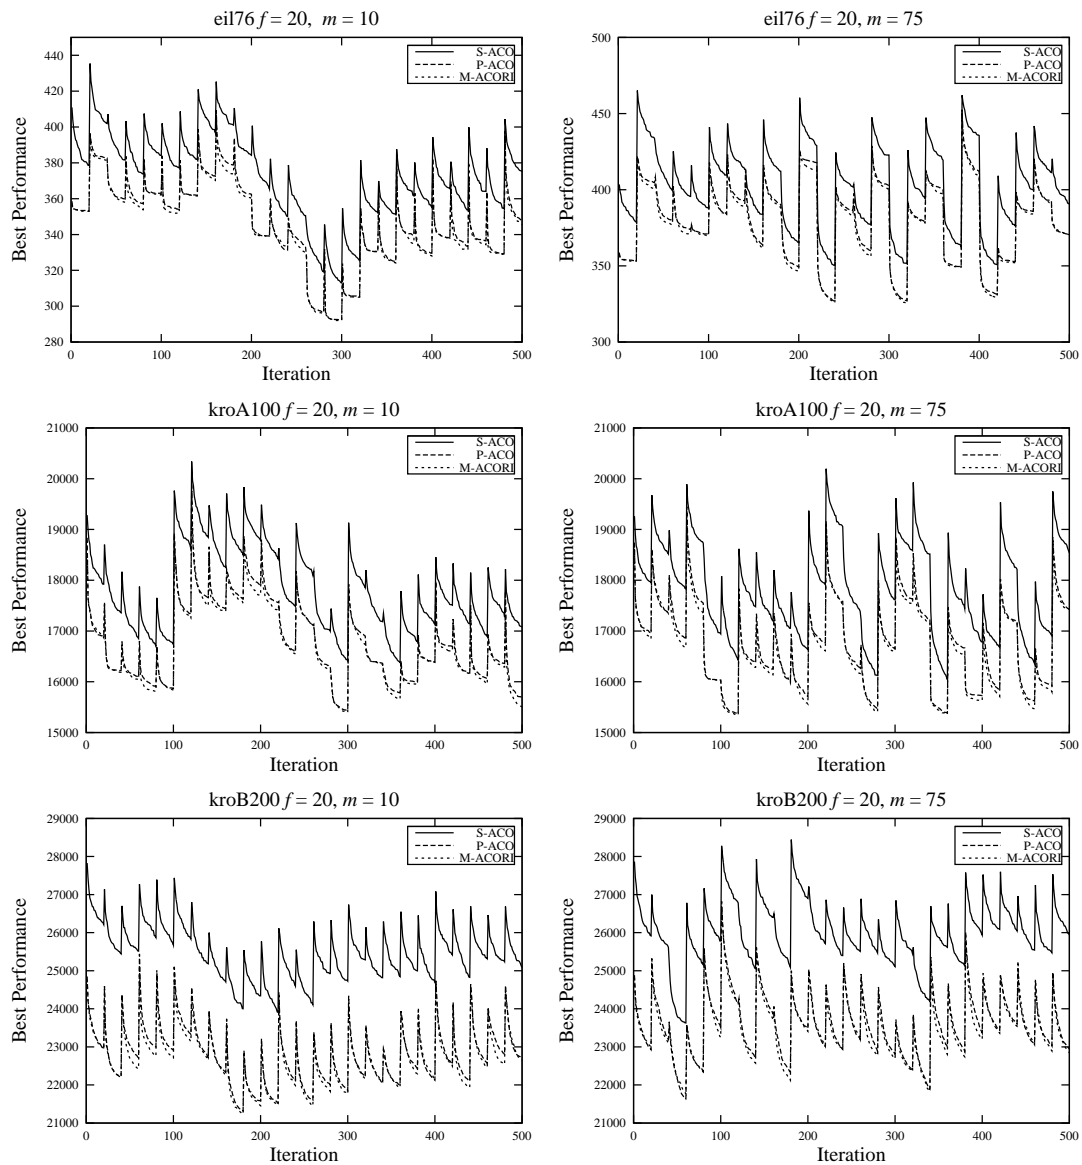 eil76 f = 20, m = 10
Best Performance
450
440
420
400
380
360
340
320
300
280
S-ACO
P-ACO
M-ACORI
0 100 200 300 400 500
Iteration
eil76 f = 20, m = 75
Best Performance
500
450
400
350
300
S-ACO
P-ACO
M-ACORI
0 100 200 300 400 500
Iteration
kroA100 f = 20, m = 10
Best Performance
21000
20000
19000
18000
17000
16000
15000
S-ACO
P-ACO
M-ACORI
0 100 200 300 400 500
Iteration
kroA100 f = 20, m = 75
Best Performance
21000
20000
19000
18000
17000
16000
15000
S-ACO
P-ACO
M-ACORI
0 100 200 300 400 500
Iteration
kroB200 f = 20, m = 10
Best Performance
29000
28000
27000
26000
25000
24000
23000
22000
21000
S-ACO
P-ACO
M-ACORI
0 100 200 300 400 500
Iteration
kroB200 f = 20, m = 75
Best Performance
29000
28000
27000
26000
25000
24000
23000
22000
21000
S-ACO
P-ACO
M-ACORI
0 100 200 300 400 500
Iteration